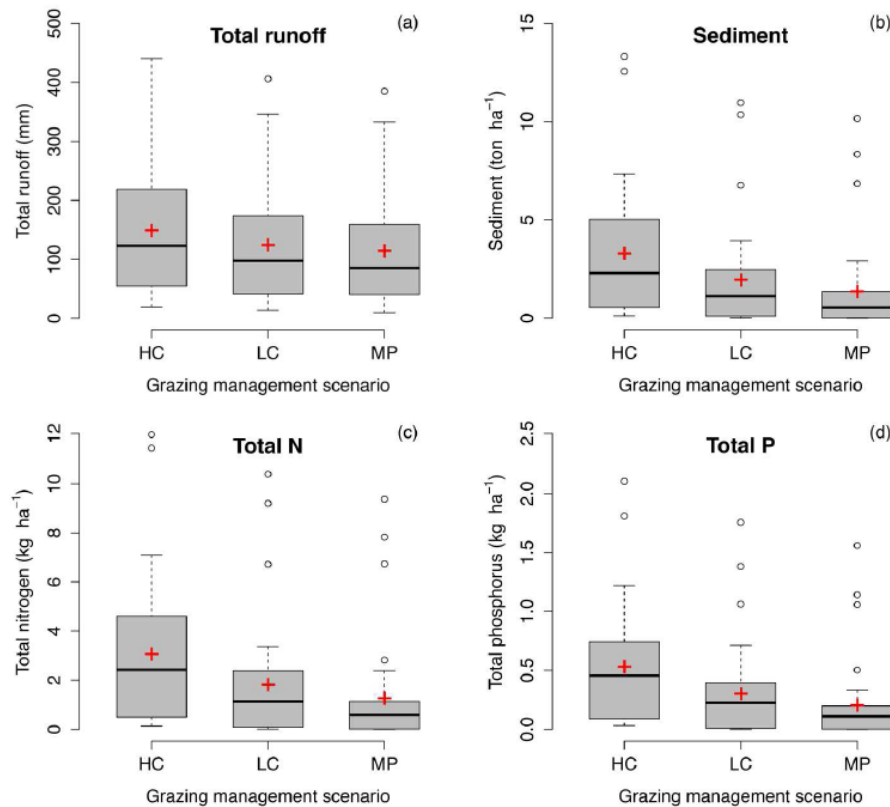 (a)
Total runoff
Total runoff (mm)
500
400
300
200
100
0
HC LC MP
Grazing management scenario
(b)
Sediment
Sediment (ton ha⁻¹)
15
10
5
0
HC LC MP
Grazing management scenario
(c)
Total N
Total nitrogen (kg ha⁻¹)
12
10
8
6
4
2
0
HC LC MP
Grazing management scenario
(d)
Total P
Total phosphorus (kg ha⁻¹)
2.5
2.0
1.5
1.0
0.5
0.0
HC LC MP
Grazing management scenario